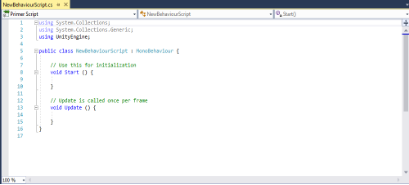 NewBehaviourScript.cs
NewBehaviourScript
Start()
1 using System.Collections;
2 using System.Collections.Generic;
3 using UnityEngine;
4
5 public class NewBehaviourScript : MonoBehaviour {
6
7 // Use this for initialization
8 void Start () {
9
10 }
11
12 // Update is called once per frame
13 void Update () {
14
15 }
16 }
17
100 %